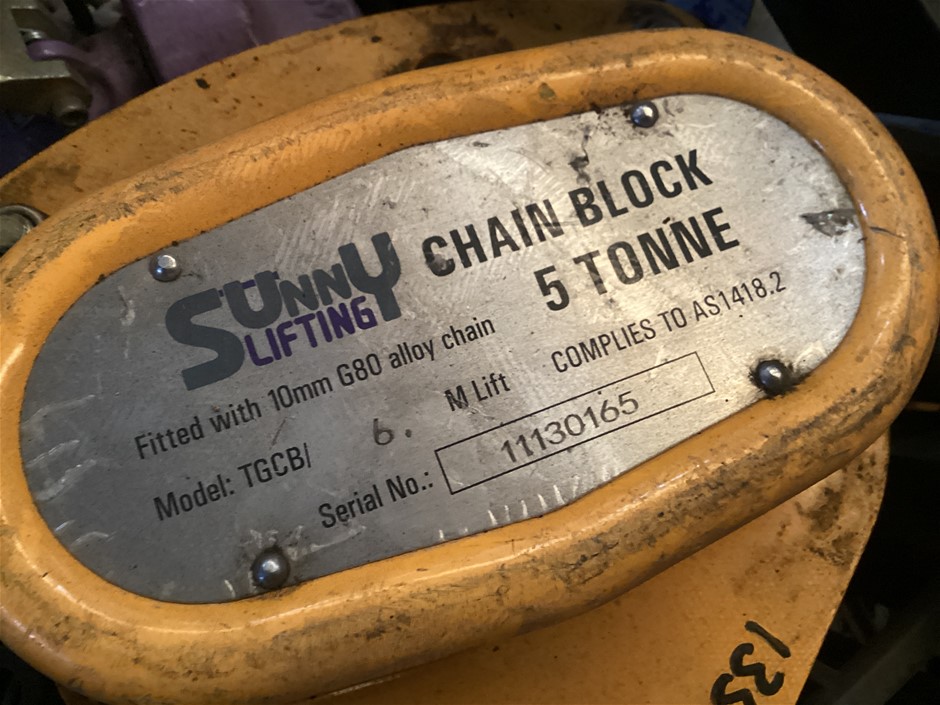 SUNNY
LIFTING
CHAIN BLOCK
5 TONNE
Fitted with 10mm G80 alloy chain
COMPLIES TO AS1418.2
Model: TGCB/ 6. M Lift
Serial No.: 11130165